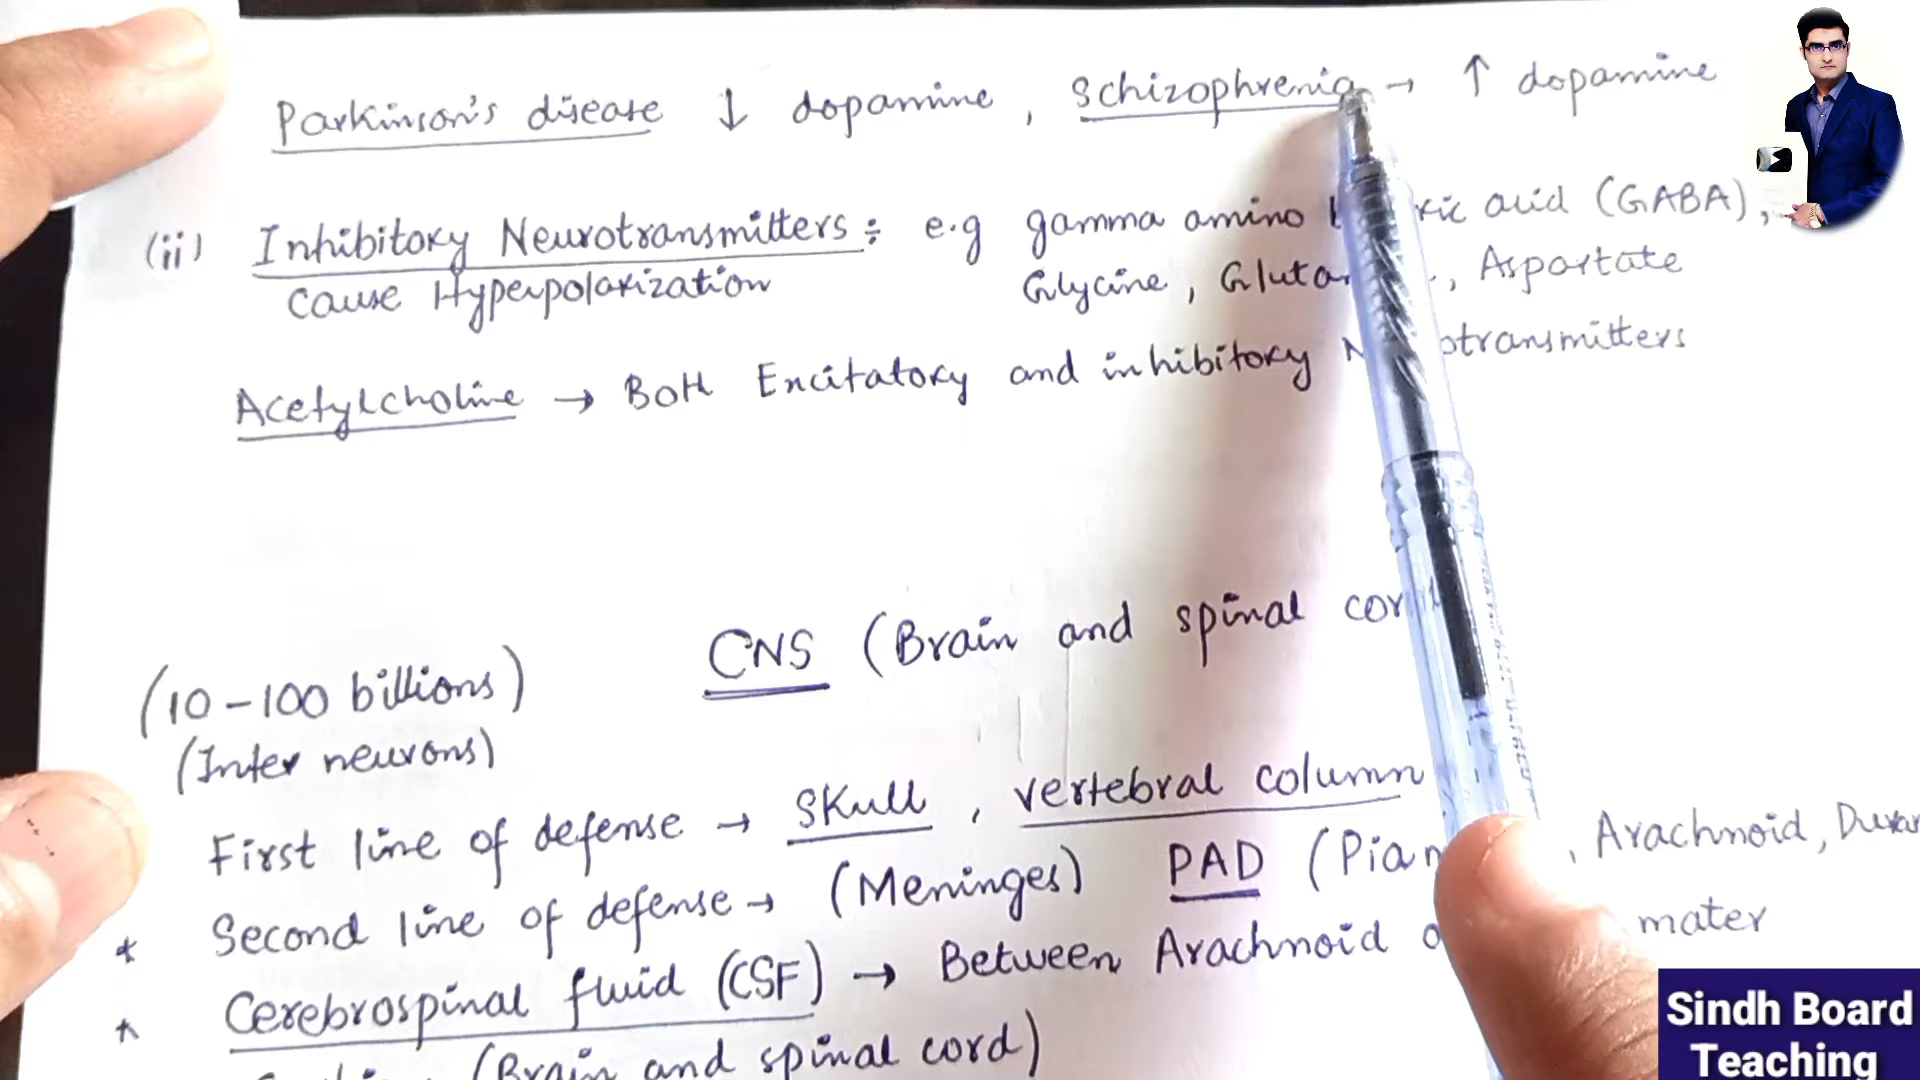 Parkinson's disease ↓ dopamine, Schizophrenia → ↑ dopamine
(ii) Inhibitory Neurotransmitters :- e.g gamma amino acid (GABA),
cause Hyperpolarization Glycine, Aspartate
Acetylcholine → Both Excitatory and inhibitory
CNS (Brain and spinal
(10-100 billions)
(Inter neurons)
First line of defense → Skull, vertebral column
* Second line of defense → (Meninges) PAD (Pia Arachnoid,
mater
* Cerebrospinal fluid (CSF) → Between Arachnoid
(Brain and spinal cord)
Sindh Board
Teaching